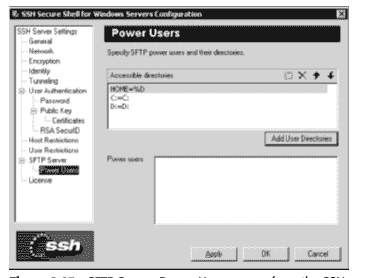 SSH Secure Shell for Windows Servers Configuration
SSH Server Settings
General
Network
Encryption
Identity
Tunneling
User Authentication
Password
Public Key
Certificates
RSA SecurID
Host Restrictions
User Restrictions
SFTP Server
Power Users
License
Power Users
Specify SFTP power users and their directories.
Accessible directories
HOME=%D
C:=C:
D:=D:
Add User Directories
Power users
ssh
Apply
OK
Cancel